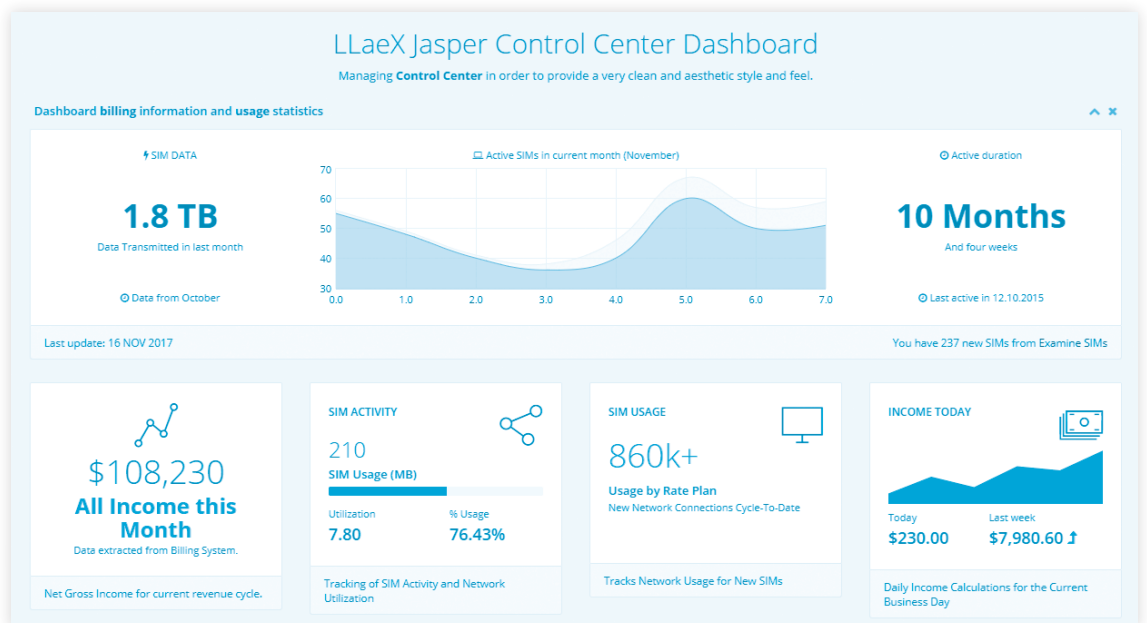 LLaeX Jasper Control Center Dashboard
Managing Control Center in order to provide a very clean and aesthetic style and feel.
Dashboard billing information and usage statistics
SIM DATA
1.8 TB
Data Transmitted in last month
Data from October
Active SIMs in current month (November)
70
60
50
40
30
0.0 1.0 2.0 3.0 4.0 5.0 6.0 7.0
Active duration
10 Months
And four weeks
Last active in 12.10.2015
Last update: 16 NOV 2017
You have 237 new SIMs from Examine SIMs
$108,230
All Income this
Month
Data extracted from Billing System.
Net Gross Income for current revenue cycle.
SIM ACTIVITY
210
SIM Usage (MB)
Utilization % Usage
7.80 76.43%
Tracking of SIM Activity and Network
Utilization
SIM USAGE
860k+
Usage by Rate Plan
New Network Connections Cycle-To-Date
Tracks Network Usage for New SIMs
INCOME TODAY
Today Last week
$230.00 $7,980.60
Daily Income Calculations for the Current
Business Day